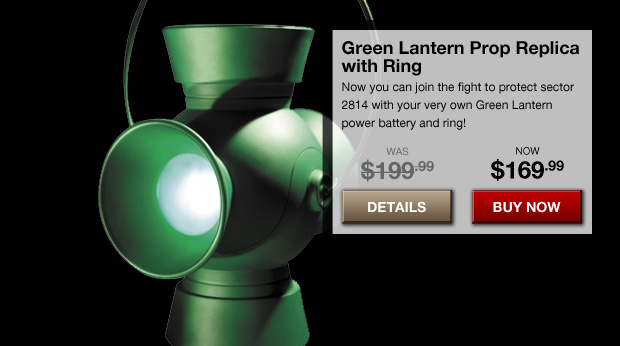 Green Lantern Prop Replica
with Ring
Now you can join the fight to protect sector
2814 with your very own Green Lantern
power battery and ring!
WAS
$199.99
NOW
$169.99
DETAILS
BUY NOW